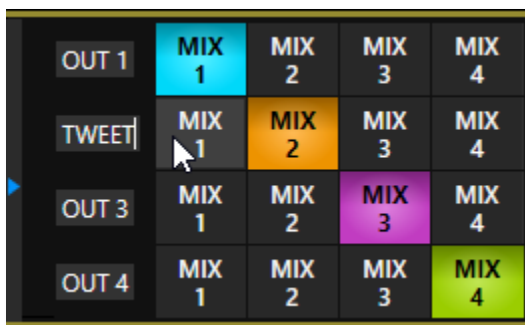 OUT 1 MIX 1 MIX 2 MIX 3 MIX 4
TWEET MIX 1 MIX 2 MIX 3 MIX 4
OUT 3 MIX 1 MIX 2 MIX 3 MIX 4
OUT 4 MIX 1 MIX 2 MIX 3 MIX 4